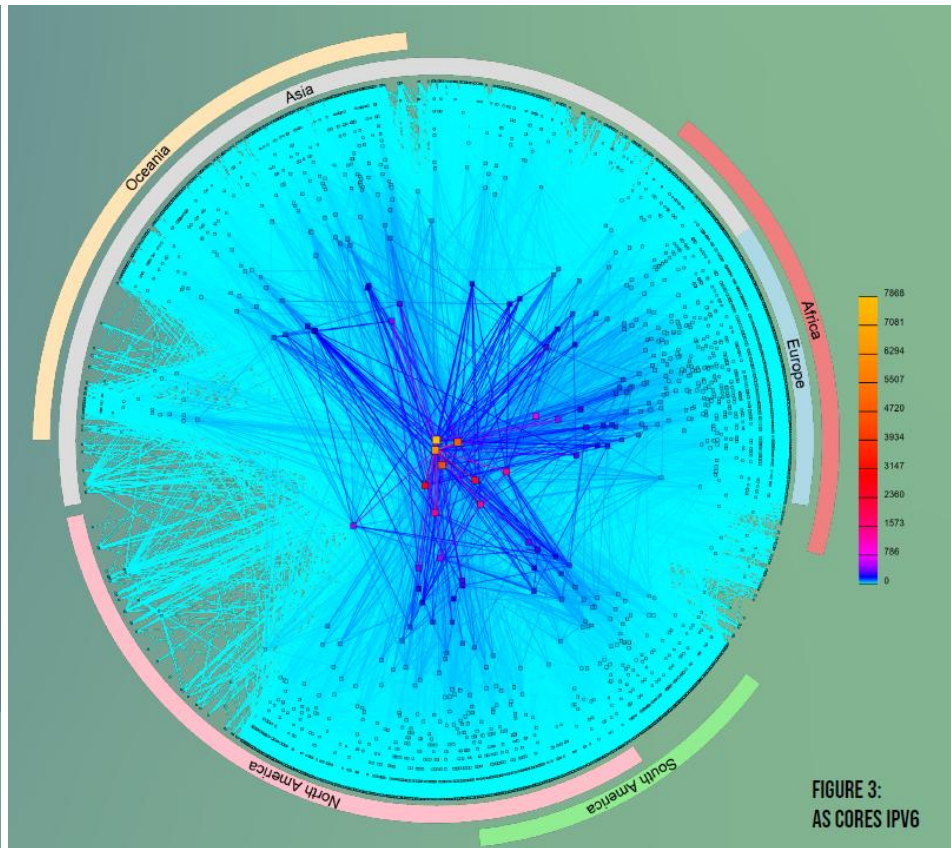 Asia
Oceania
Africa
Europe
7868
7081
6294
5507
4720
3934
3147
2360
1573
786
0
North America
South America
FIGURE 3:
AS CORES IPV6